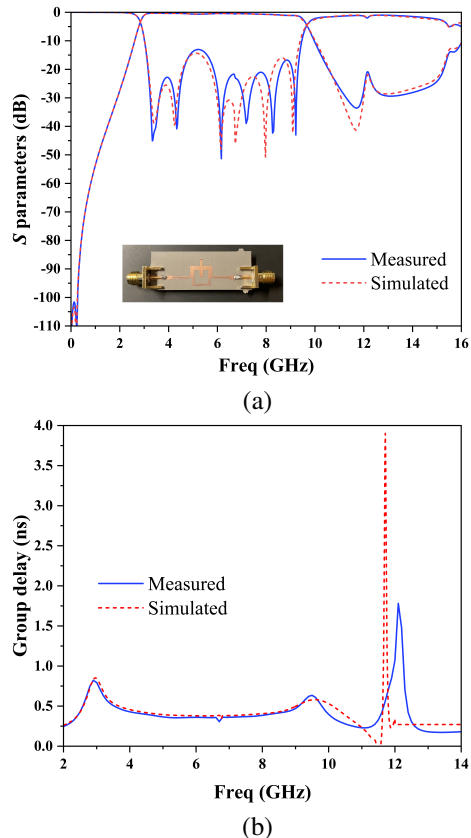 0
-10
-20
-30
-40
-50
-60
-70
-80
-90
-100
-110
S parameters (dB)
Measured
Simulated
0 2 4 6 8 10 12 14 16
Freq (GHz)
(a)
4.0
3.5
3.0
2.5
2.0
1.5
1.0
0.5
0.0
Group delay (ns)
Measured
Simulated
2 4 6 8 10 12 14
Freq (GHz)
(b)